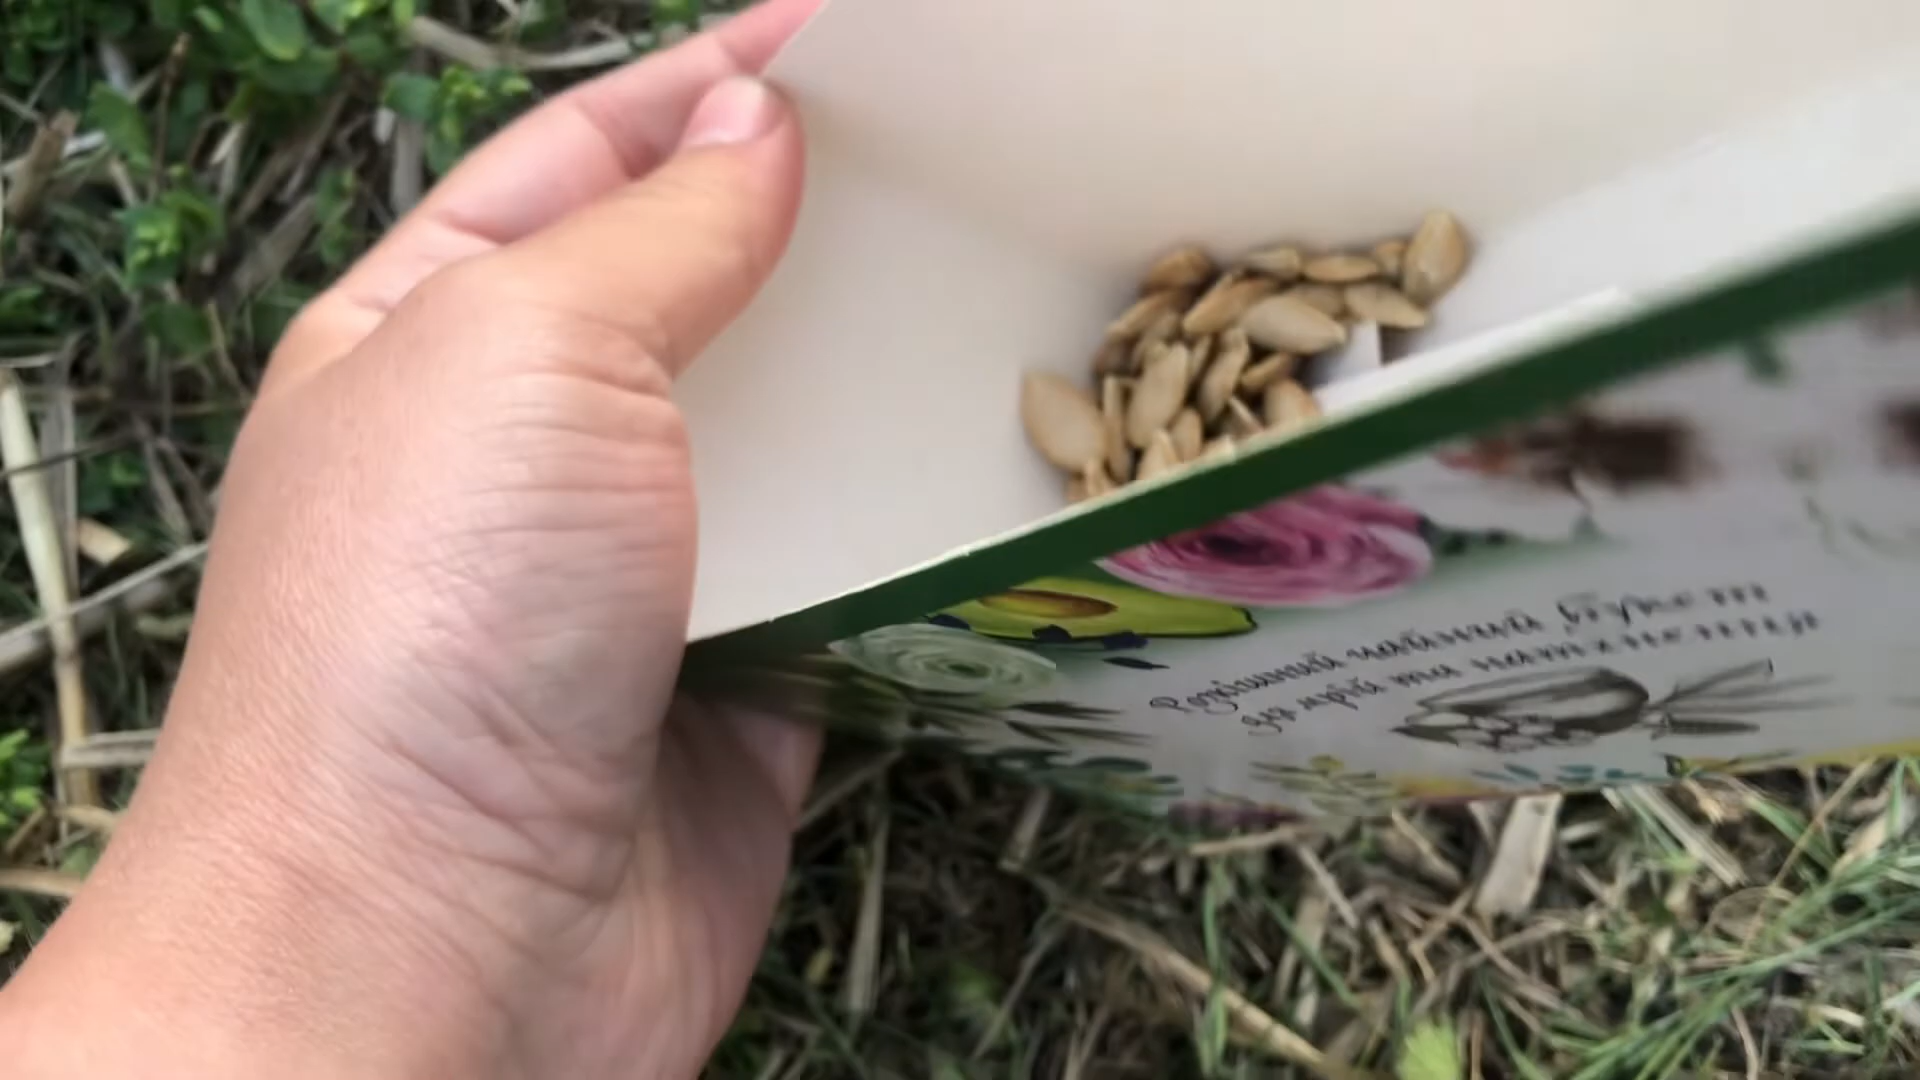 Розкішний чайний букет
для мрій та натхнення